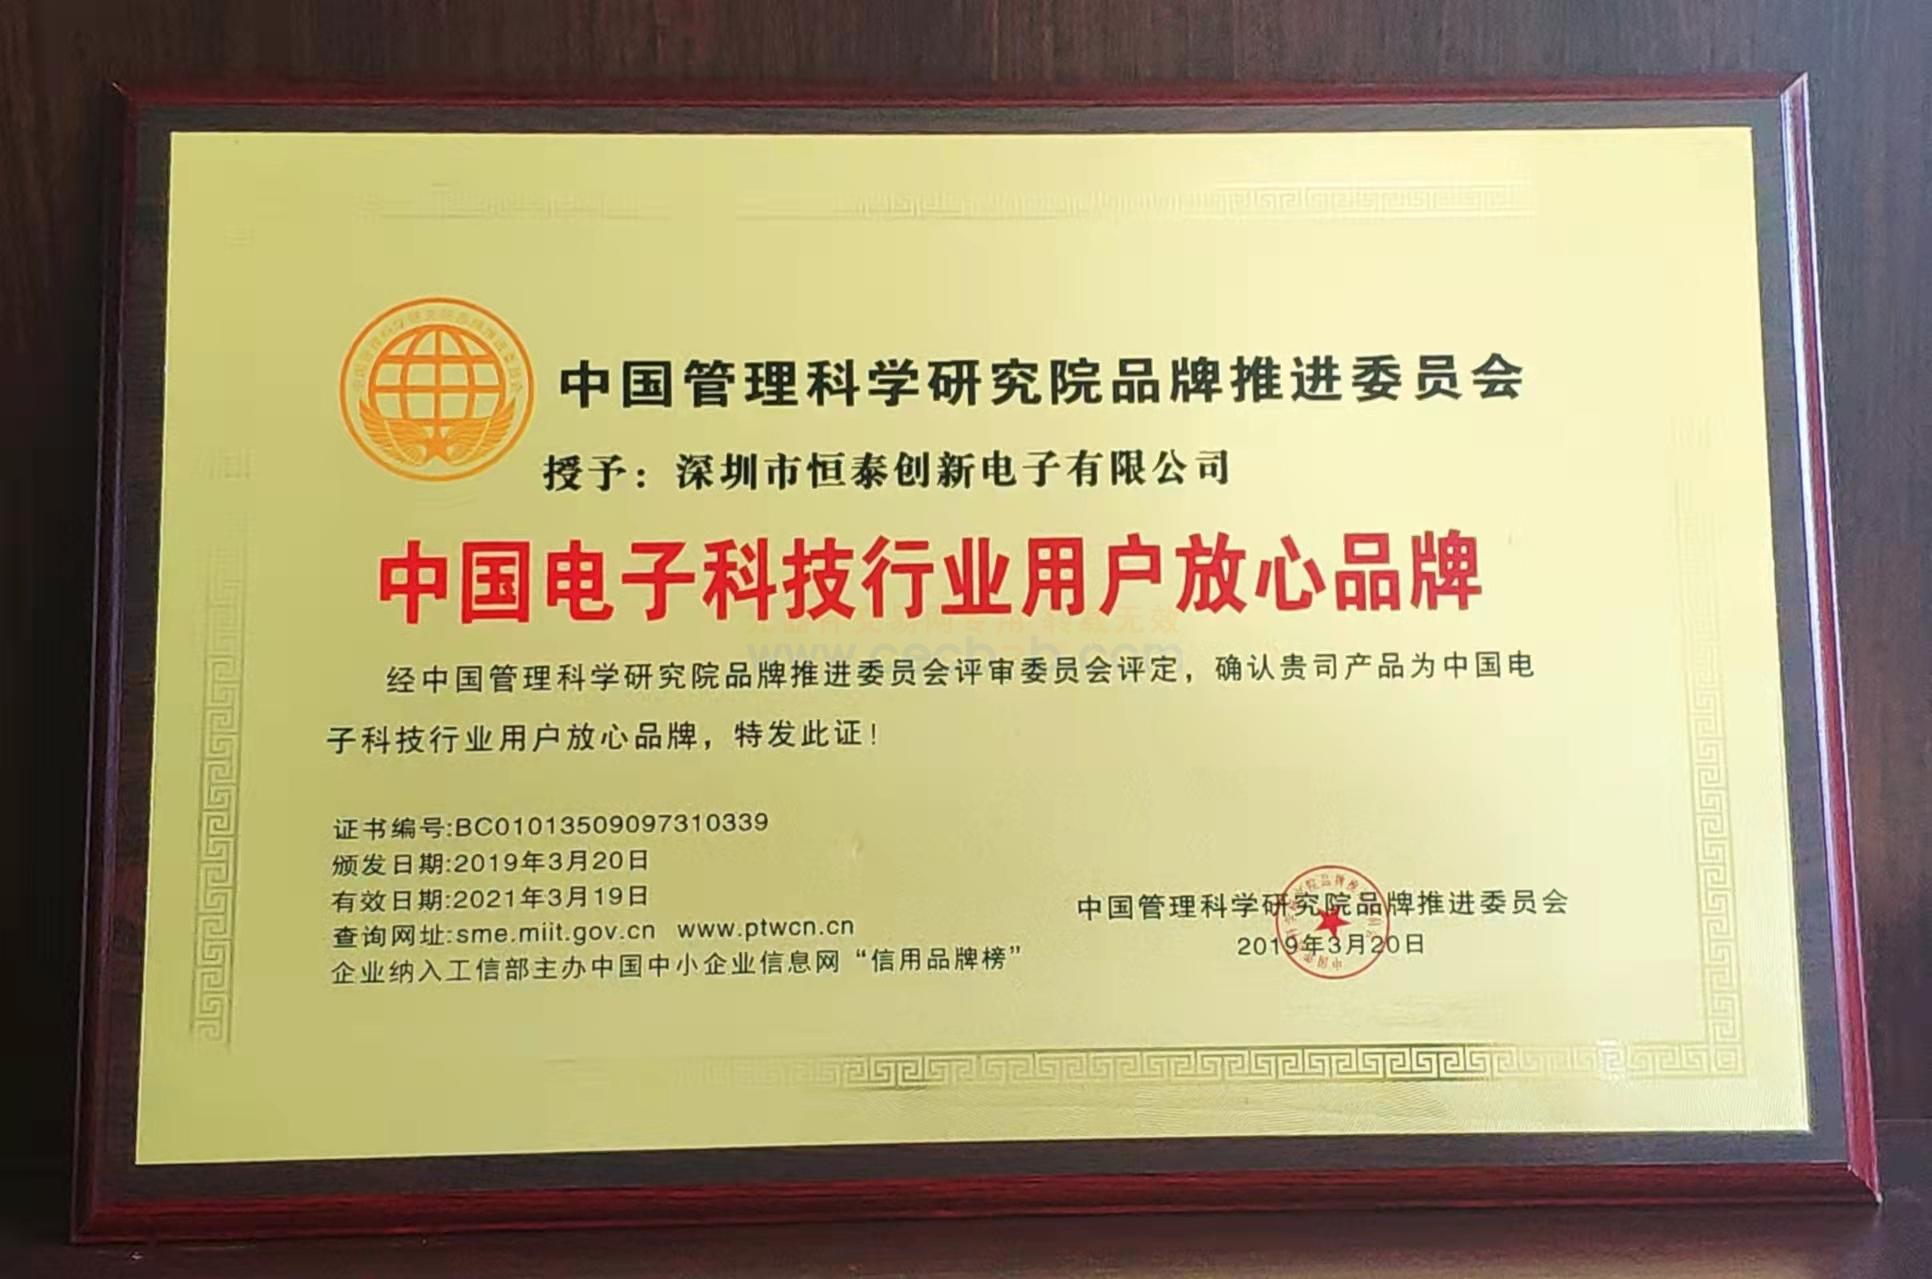 中国管理科学研究院品牌推进委员会
授予：深圳市恒泰创新电子有限公司
中国电子科技行业用户放心品牌
www.cecbzb.com
经中国管理科学研究院品牌推进委员会评审委员会评定，确认贵司产品为中国电
子科技行业用户放心品牌，特发此证！
证书编号:BC01013509097310339
颁发日期:2019年3月20日
有效日期:2021年3月19日
查询网址:sme.miit.gov.cn www.ptwcn.cn
企业纳入工信部主办中国中小企业信息网“信用品牌榜”
中国管理科学研究院品牌推进委员会
2019年3月20日